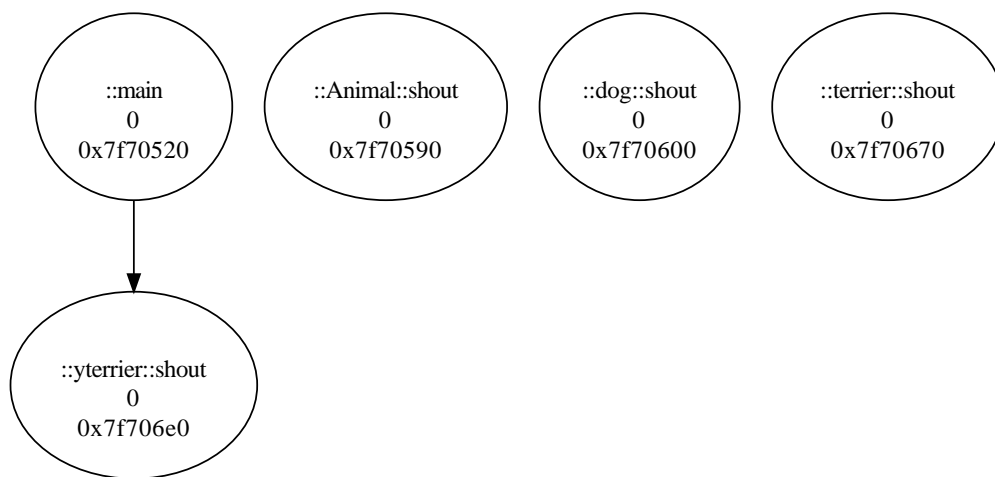 ::main
0
0x7f70520
::Animal::shout
0
0x7f70590
::dog::shout
0
0x7f70600
::terrier::shout
0
0x7f70670
::yterrier::shout
0
0x7f706e0